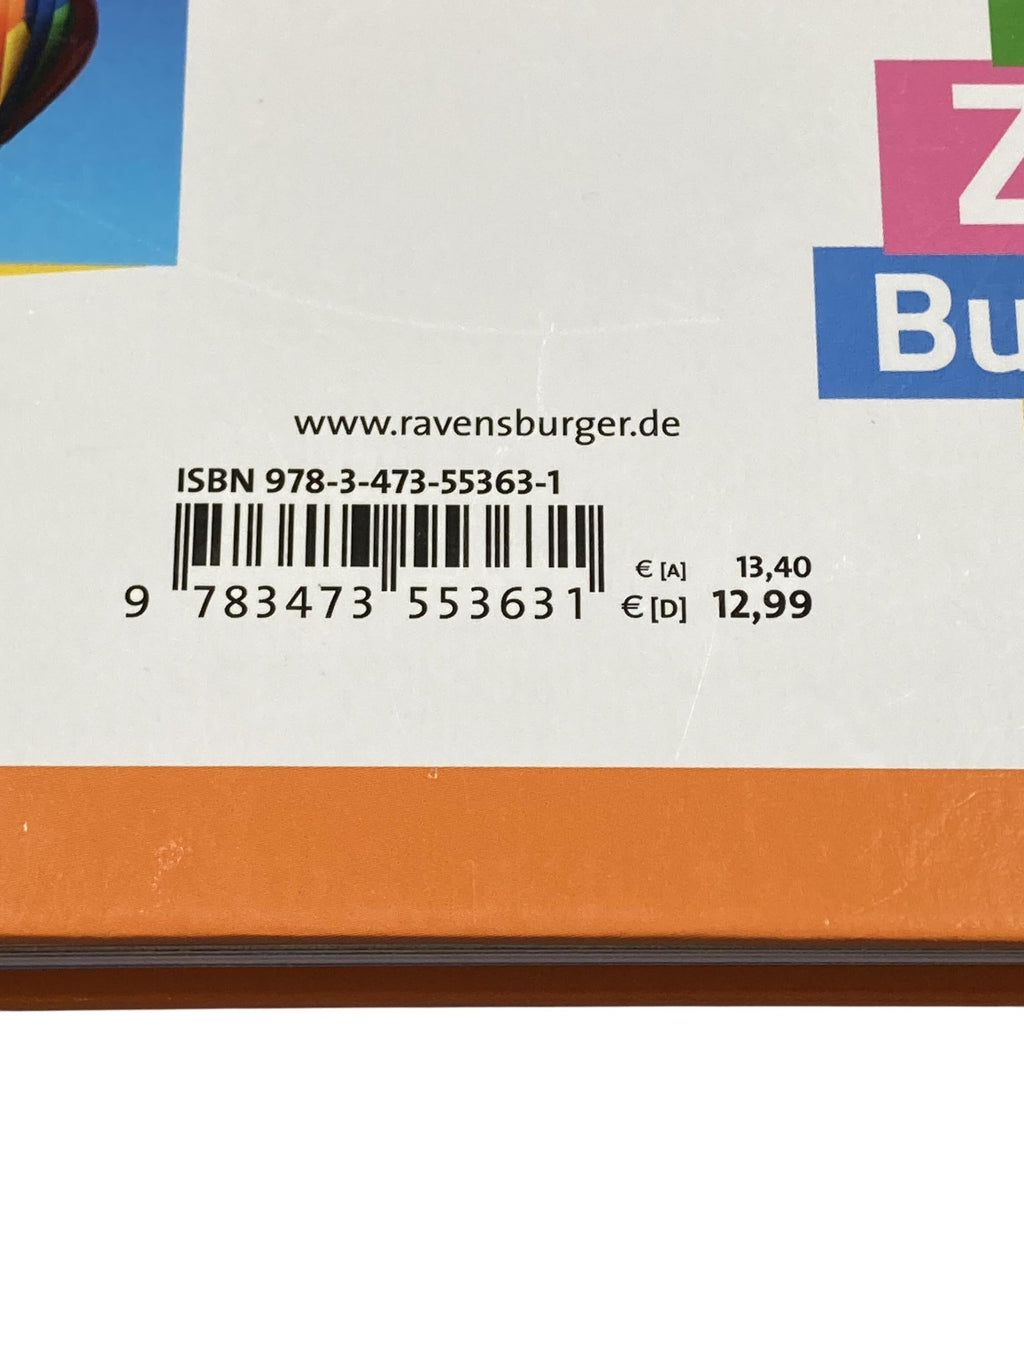 Z
Bu
www.ravensburger.de
ISBN 978-3-473-55363-1
9 783473 553631
€ [A] 13,40
€ [D] 12,99